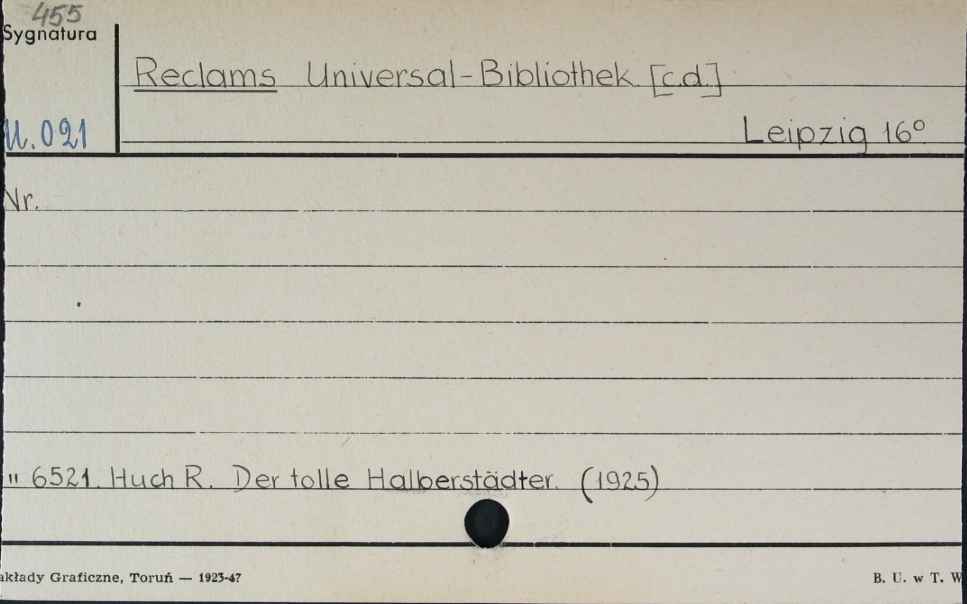 455
Sygnatura
Reclams Universal-Bibliothek [c.d.]
U. 021
Leipzig 16°
Nr.
" 6521. Huch R. Der tolle Halberstädter. (1925)
akłady Graficzne, Toruń — 1923-47
B. U. w T. W